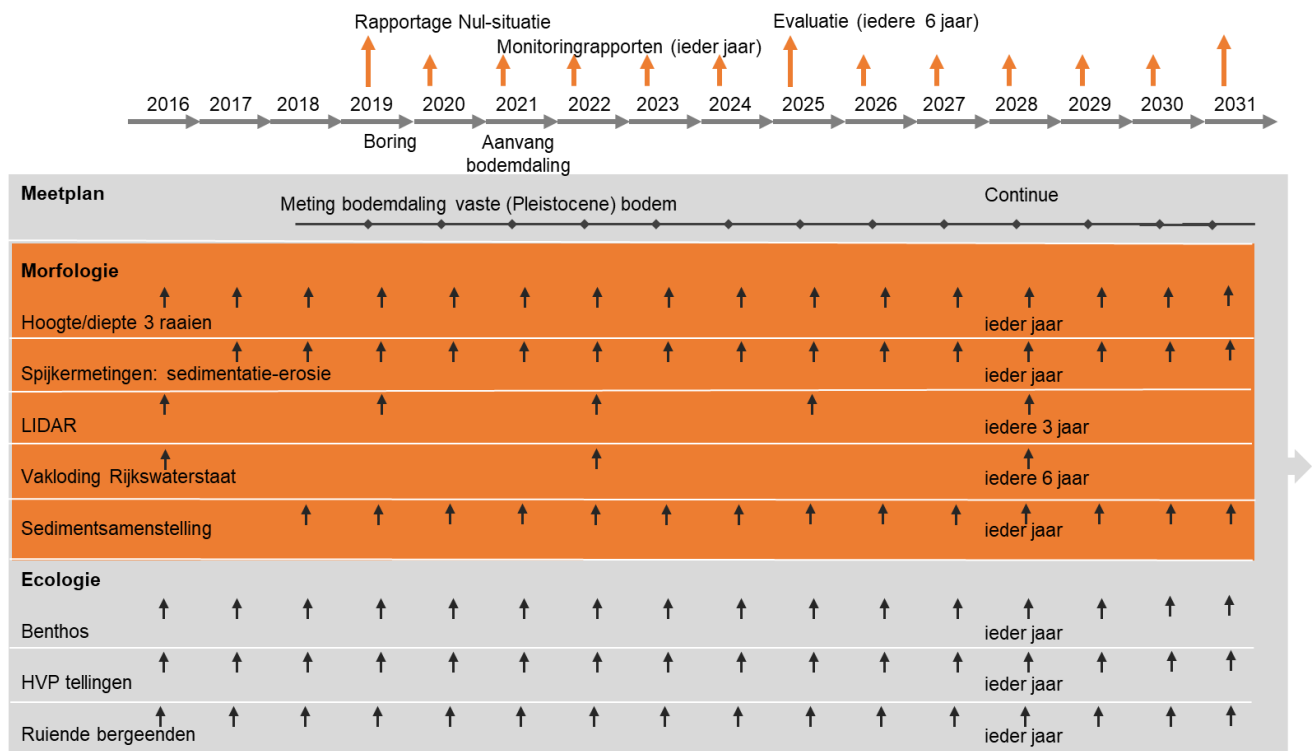 Rapportage Nul-situatie
Evaluatie (iedere 6 jaar)
Monitoringrapporten (ieder jaar)
2016 2017 2018 2019 2020 2021 2022 2023 2024 2025 2026 2027 2028 2029 2030 2031
Boring
Aanvang
bodemdaling
Meetplan
Meting bodemdaling vaste (Pleistocene) bodem
Continue
Morfologie
Hoogte/diepte 3 raaien
ieder jaar
Spijkermetingen: sedimentatie-erosie
ieder jaar
LIDAR
iedere 3 jaar
Vakloding Rijkswaterstaat
iedere 6 jaar
Sedimentsamenstelling
ieder jaar
Ecologie
Benthos
ieder jaar
HVP tellingen
ieder jaar
Ruiende bergeenden
ieder jaar